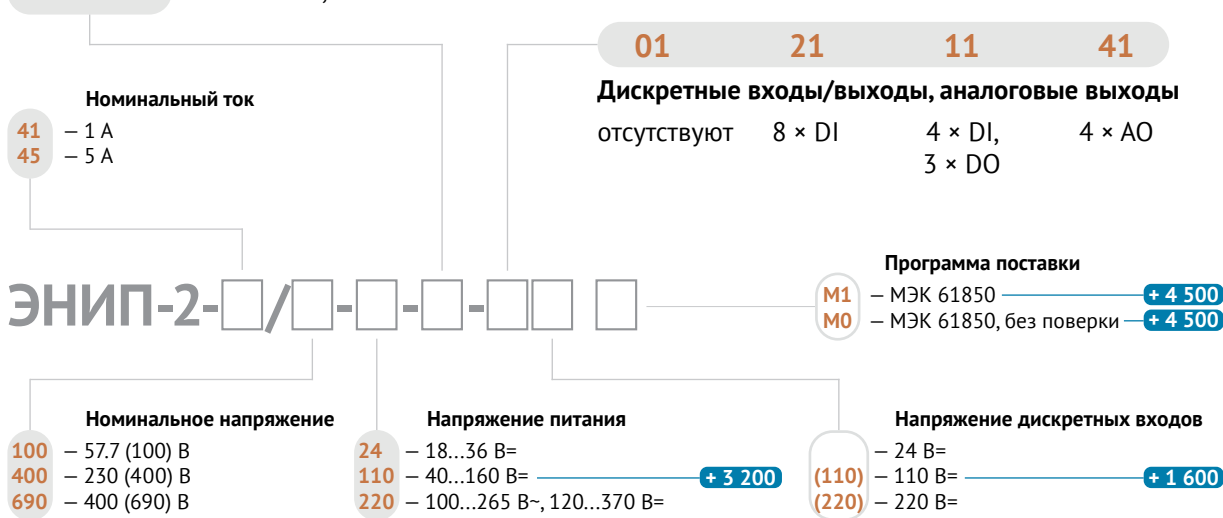 01 21 11 41
Дискретные входы/выходы, аналоговые выходы
отсутствуют 8 × DI 4 × DI, 4 × AO
3 × DO
Номинальный ток
41 – 1 А
45 – 5 А
ЭНИП-2-□/□-□-□-□□ □
Программа поставки
М1 – МЭК 61850 + 4 500
М0 – МЭК 61850, без поверки + 4 500
Номинальное напряжение
100 – 57.7 (100) В
400 – 230 (400) В
690 – 400 (690) В
Напряжение питания
24 – 18...36 В=
110 – 40...160 В= + 3 200
220 – 100...265 В~, 120...370 В=
Напряжение дискретных входов
– 24 В=
(110) – 110 В= + 1 600
(220) – 220 В=